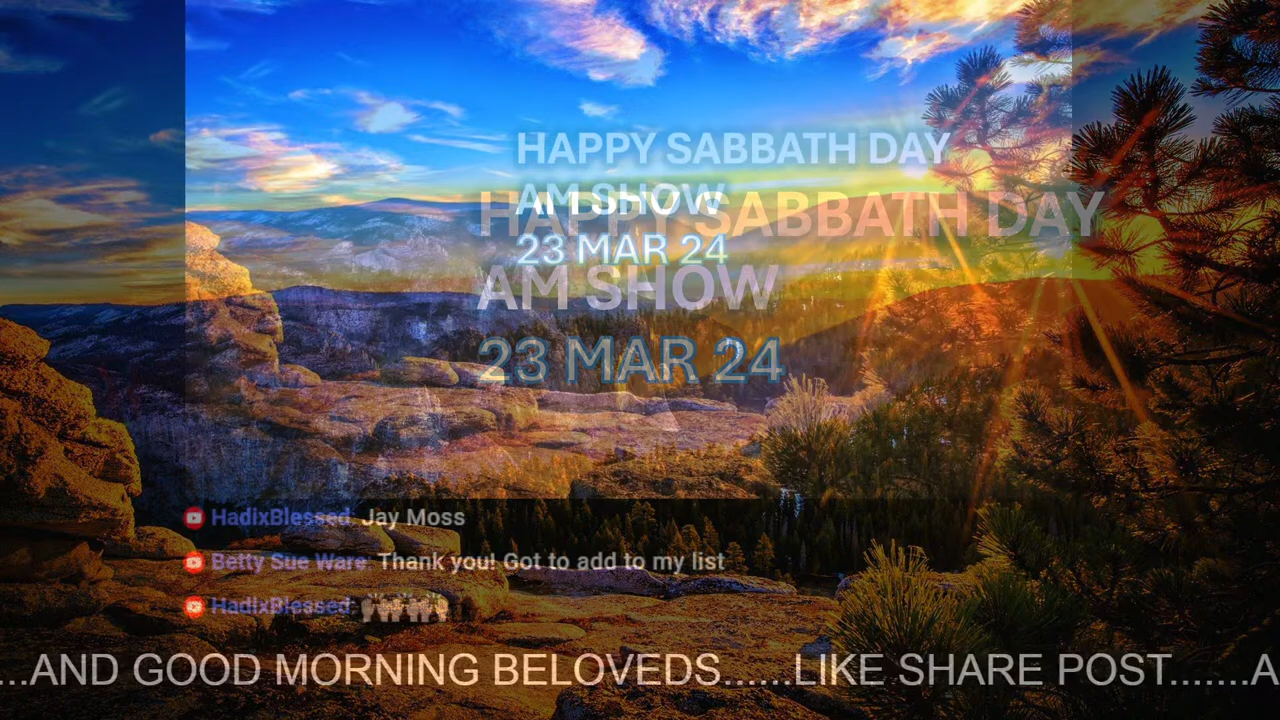 HAPPY SABBATH DAY
AM SHOW
23 MAR 24
HAPPY SABBATH DAY
AM SHOW
23 MAR 24
HadixBlessed Jay Moss
Betty Sue Ware Thank you! Got to add to my list
HadixBlessed
...AND GOOD MORNING BELOVEDS......LIKE SHARE POST.......A